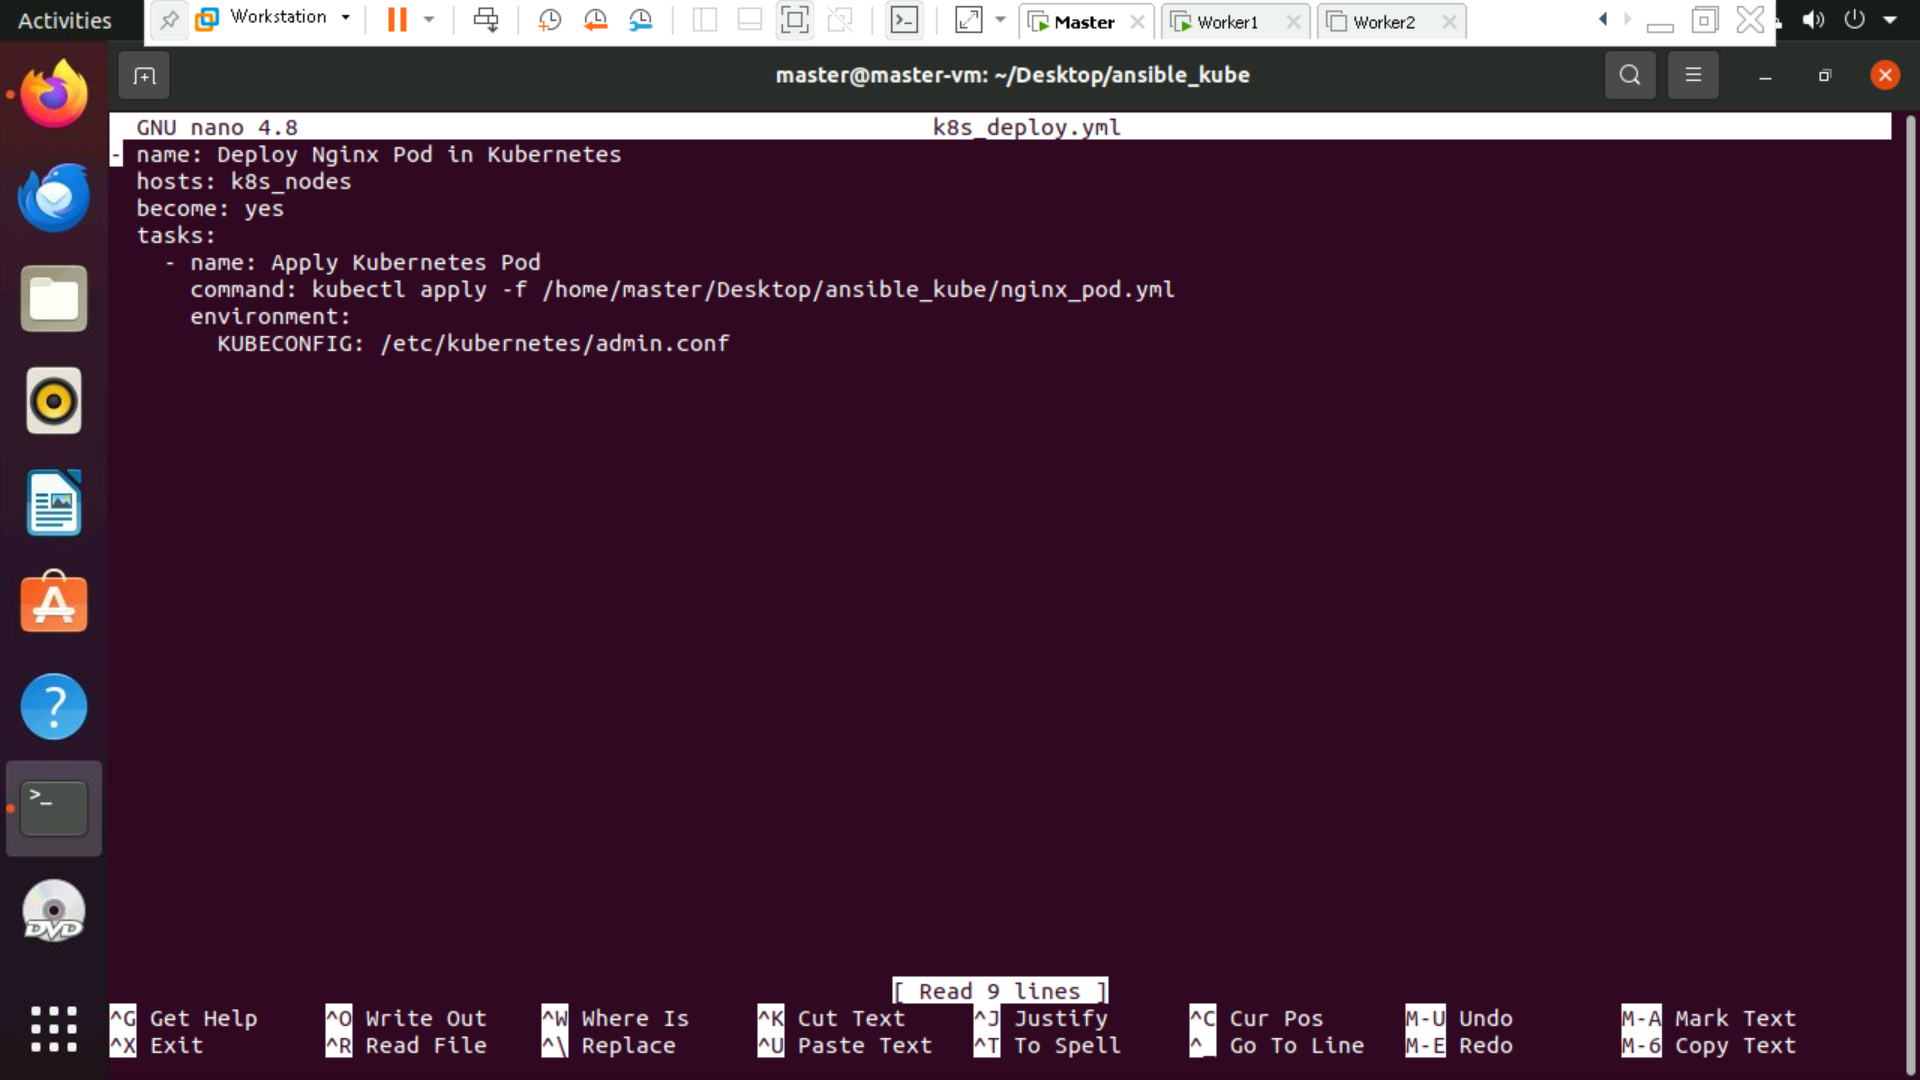 Activities
Workstation
Master
Worker1
Worker2
master@master-vm: ~/Desktop/ansible_kube
GNU nano 4.8 k8s_deploy.yml
- name: Deploy Nginx Pod in Kubernetes
  hosts: k8s_nodes
  become: yes
  tasks:
    - name: Apply Kubernetes Pod
      command: kubectl apply -f /home/master/Desktop/ansible_kube/nginx_pod.yml
      environment:
        KUBECONFIG: /etc/kubernetes/admin.conf
DVD
[ Read 9 lines ]
^G Get Help ^O Write Out ^W Where Is ^K Cut Text ^J Justify ^C Cur Pos M-U Undo M-A Mark Text
^X Exit ^R Read File ^\ Replace ^U Paste Text ^T To Spell ^_ Go To Line M-E Redo M-6 Copy Text